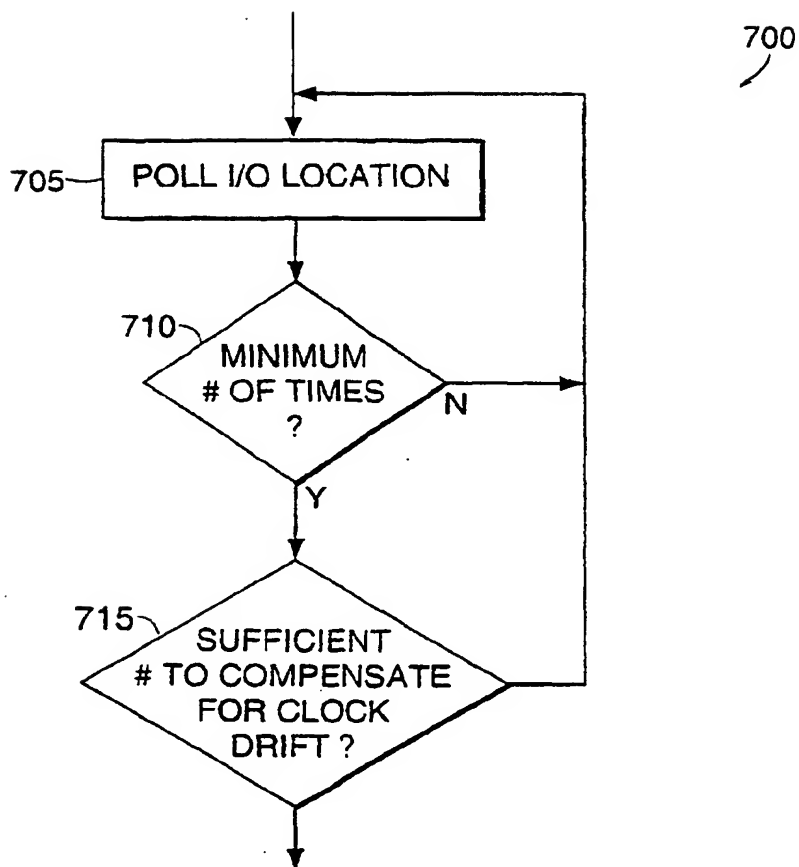 700
705
POLL I/O LOCATION
710
MINIMUM
# OF TIMES
?
N
Y
715
SUFFICIENT
# TO COMPENSATE
FOR CLOCK
DRIFT ?